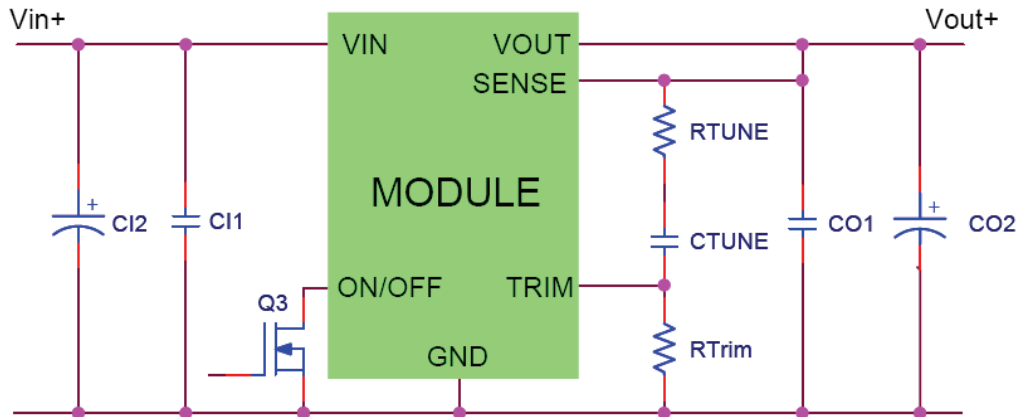 Vin+
Vout+
VIN
VOUT
SENSE
RTUNE
MODULE
+
CI2
CI1
CTUNE
CO1
+
CO2
ON/OFF
TRIM
Q3
RTrim
GND